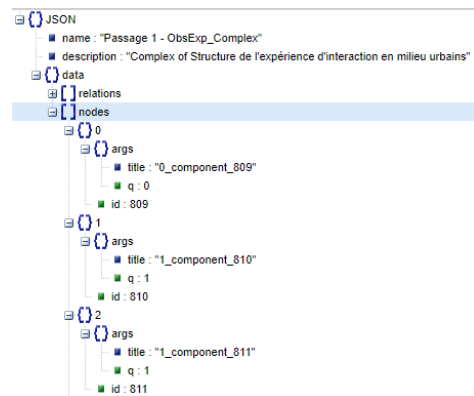 JSON
name : "Passage 1 - ObsExp_Complex"
description : "Complex of Structure de l'expérience d'interaction en milieu urbains"
data
relations
nodes
0
args
title : "0_component_809"
q : 0
id : 809
1
args
title : "1_component_810"
q : 1
id : 810
2
args
title : "1_component_811"
q : 1
id : 811